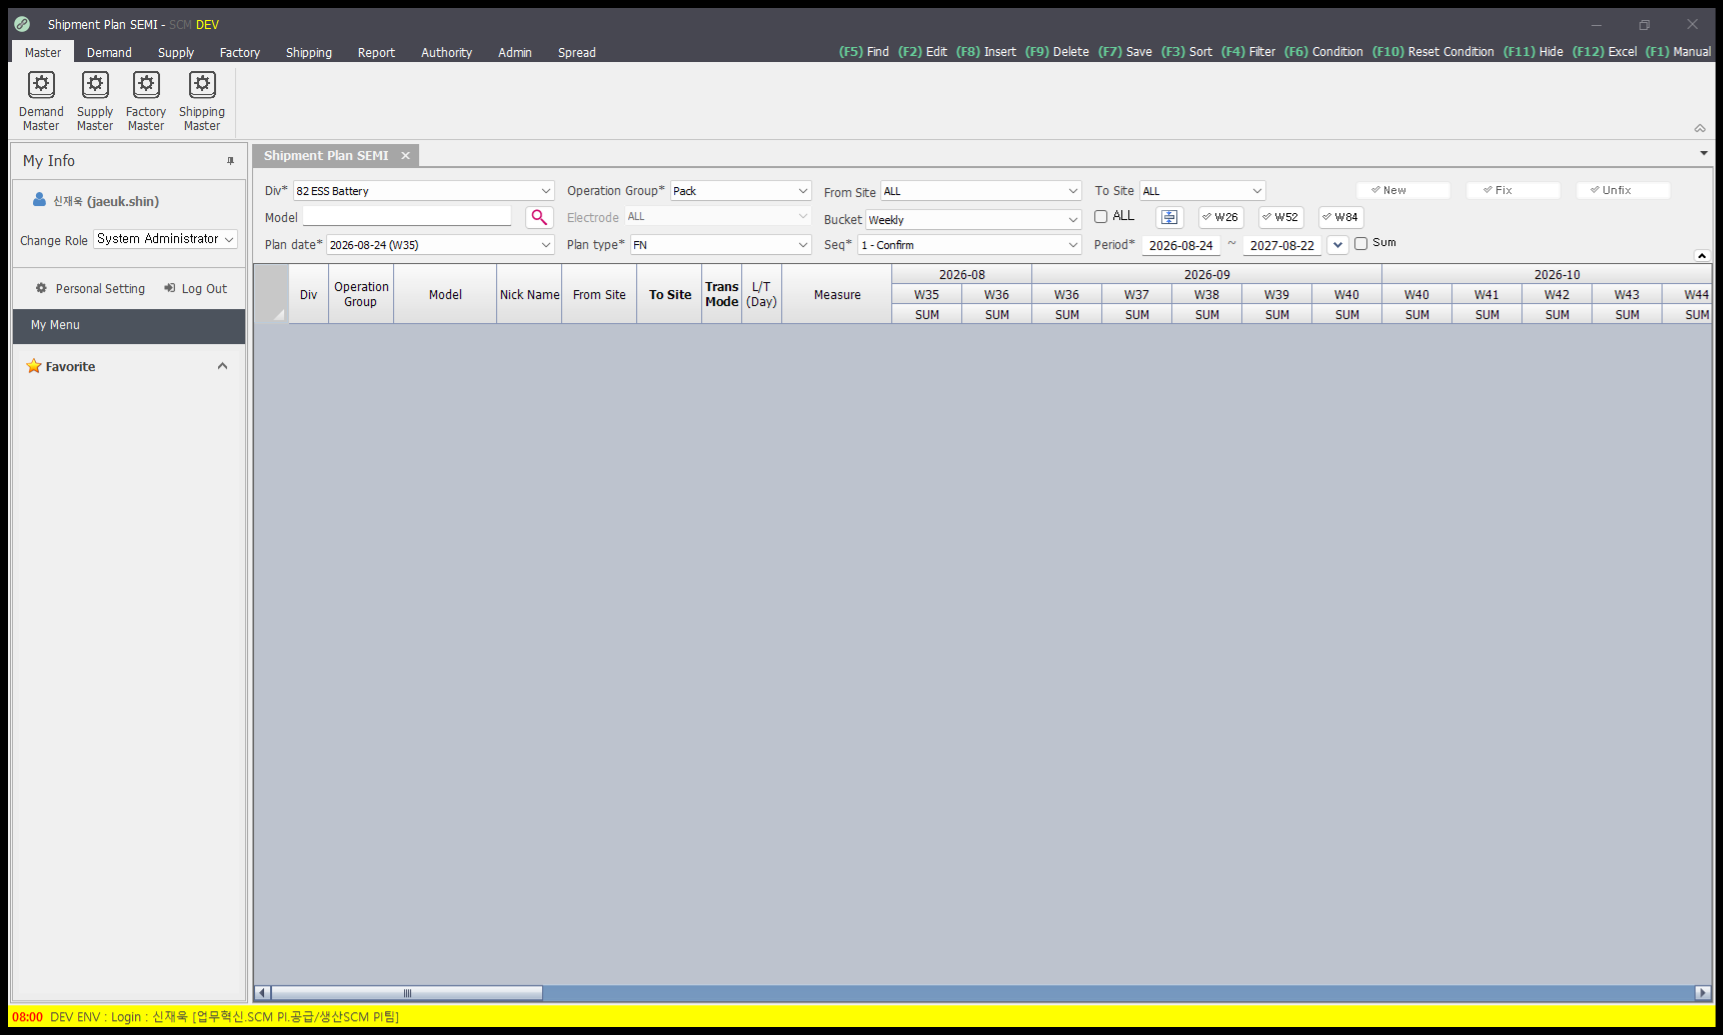 Shipment Plan SEMI - SCM DEV
Master Demand Supply Factory Shipping Report Authority Admin Spread (F5) Find (F2) Edit (F8) Insert (F9) Delete (F7) Save (F3) Sort (F4) Filter (F6) Condition (F10) Reset Condition (F11) Hide (F12) Excel (F1) Manual
Demand Supply Factory Shipping
Master Master Master Master
My Info
Shipment Plan SEMI
신재욱 (jaeuk.shin)
Change Role System Administrator
Personal Setting Log Out
My Menu
Favorite
Div* 82 ESS Battery Operation Group* Pack From Site ALL To Site ALL New Fix Unfix
Model Electrode ALL Bucket Weekly ALL W26 W52 W84
Plan date* 2026-08-24 (W35) Plan type* FN Seq* 1 - Confirm Period* 2026-08-24 ~ 2027-08-22 Sum
Div Operation Group Model Nick Name From Site To Site Trans Mode L/T (Day) Measure
2026-08 2026-09 2026-10
W35 W36 W36 W37 W38 W39 W40 W40 W41 W42 W43 W44
SUM SUM SUM SUM SUM SUM SUM SUM SUM SUM SUM SUM
08:00 DEV ENV : Login : 신재욱 [업무혁신.SCM PI.공급/생산SCM PI팀]